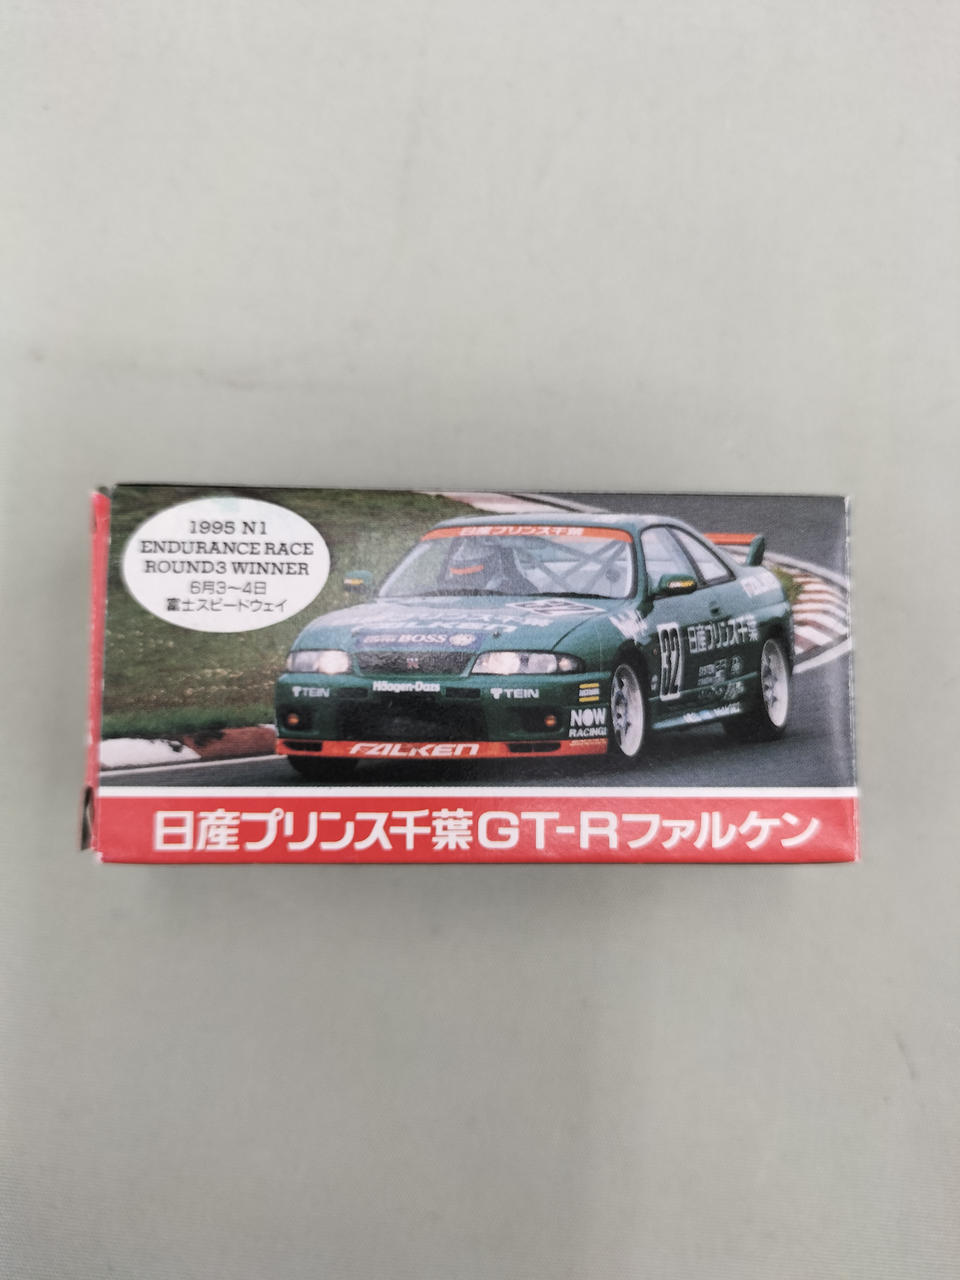 1995 N1
ENDURANCE RACE
ROUND3 WINNER
6月3〜4日
富士スピードウェイ
日産プリンス千葉
FALKEN
BOSS
TEIN
Häagen-Dazs
TEIN
32
日産プリンス千葉
NOW
RACING!
FALKEN
日産プリンス千葉GT-Rファルケン